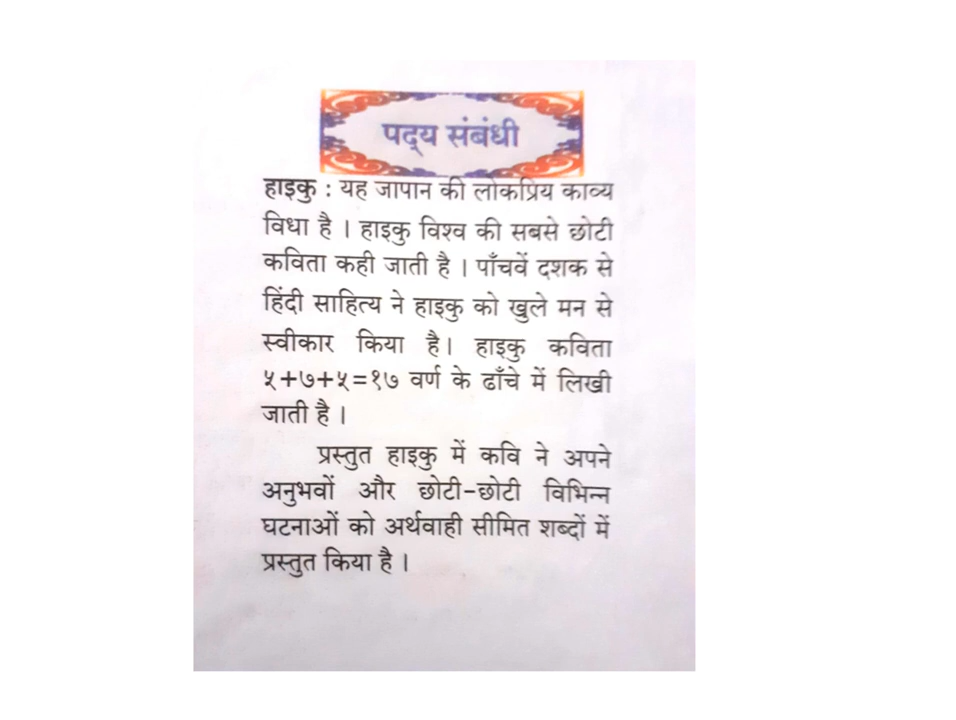 पद्‌य संबंधी
हाइकु : यह जापान की लोकप्रिय काव्य
विधा है । हाइकु विश्व की सबसे छोटी
कविता कही जाती है । पाँचवें दशक से
हिंदी साहित्य ने हाइकु को खुले मन से
स्वीकार किया है। हाइकु कविता
५+७+५=१७ वर्ण के ढाँचे में लिखी
जाती है ।
प्रस्तुत हाइकु में कवि ने अपने
अनुभवों और छोटी-छोटी विभिन्न
घटनाओं को अर्थवाही सीमित शब्दों में
प्रस्तुत किया है ।